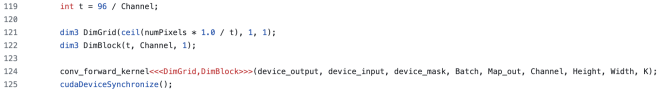 119 int t = 96 / Channel;
120
121 dim3 DimGrid(ceil(numPixels * 1.0 / t), 1, 1);
122 dim3 DimBlock(t, Channel, 1);
123
124 conv_forward_kernel<<<DimGrid,DimBlock>>>(device_output, device_input, device_mask, Batch, Map_out, Channel, Height, Width, K);
125 cudaDeviceSynchronize();